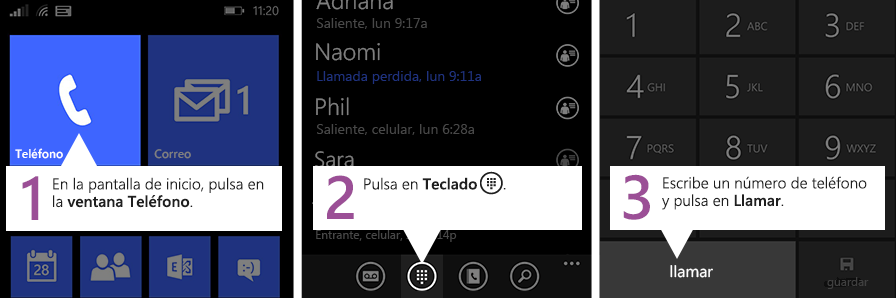 11:20
1
Teléfono
Correo
1 En la pantalla de inicio, pulsa en
la ventana Teléfono.
28
Adriana
Saliente, lun 9:17a
Naomi
Llamada perdida, lun 9:11a
Phil
Saliente, celular, lun 6:28a
Sara
2 Pulsa en Teclado.
Entrante, celular,
14p
...
1
2 ABC
3 DEF
4 GHI
5 JKL
6 MNO
7 PQRS
8 TUV
9 WXYZ
3 Escribe un número de teléfono
y pulsa en Llamar.
llamar
guardar